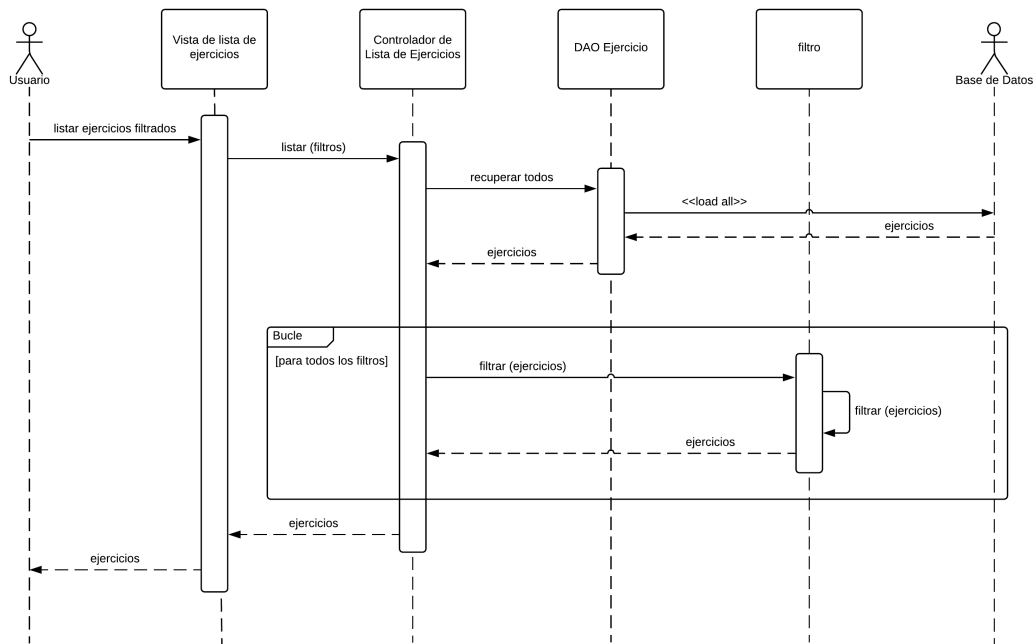 Vista de lista de
ejercicios
Controlador de
Lista de Ejercicios
DAO Ejercicio
filtro
Usuario
Base de Datos
listar ejercicios filtrados
listar (filtros)
recuperar todos
<<load all>>
ejercicios
ejercicios
Bucle
[para todos los filtros]
filtrar (ejercicios)
filtrar (ejercicios)
ejercicios
ejercicios
ejercicios